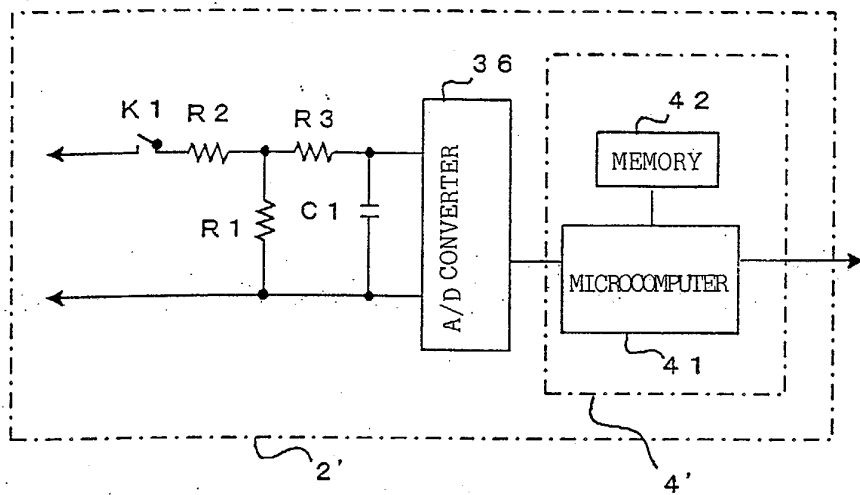 36
K1
R2
R3
42
MEMORY
R1
C1
A/D CONVERTER
MICROCOMPUTER
41
2'
4'